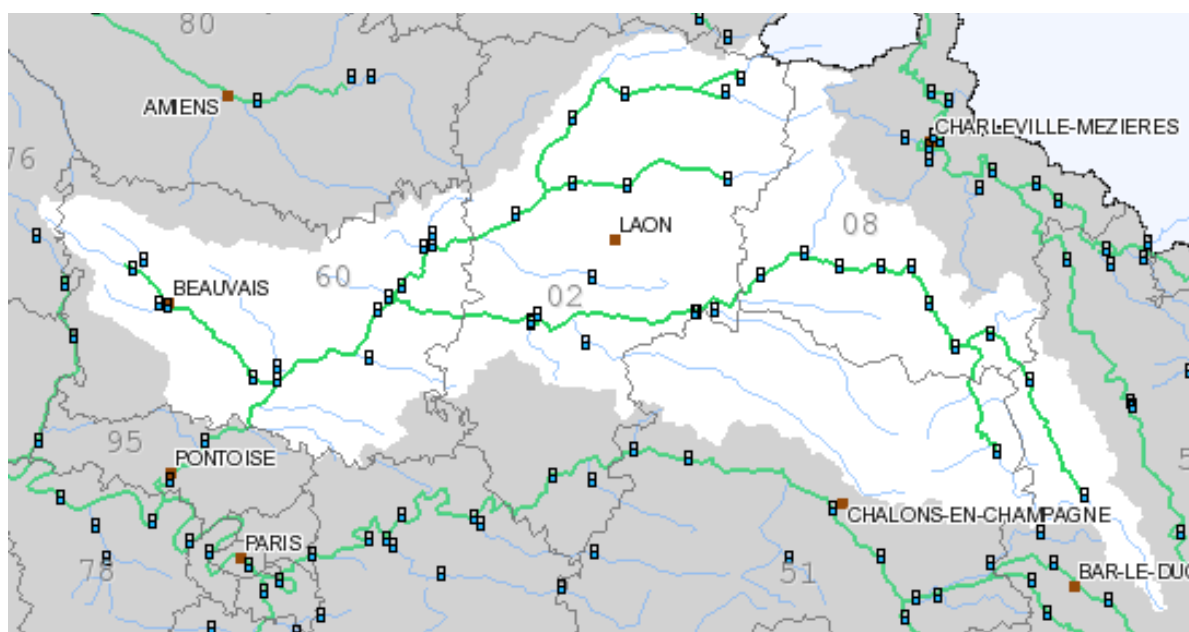 80
AMIENS
CHARLEVILLE-MEZIERES
76
08
LAON
60
BEAUVAIS
02
95
PONTOISE
CHALONS-EN-CHAMPAGNE
PARIS
78
51
BAR-LE-DUC
5